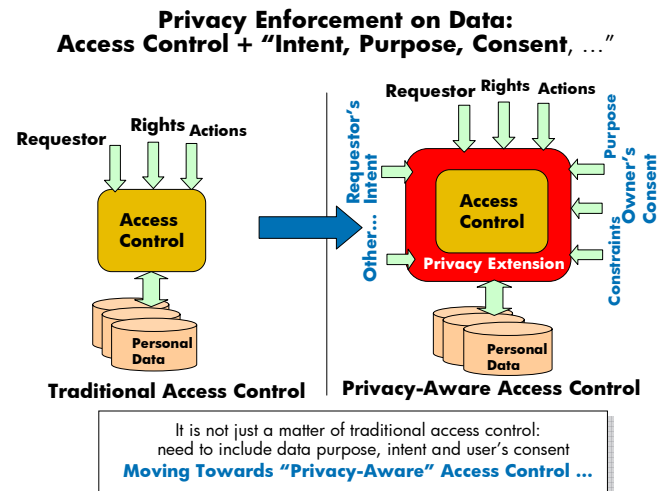 Privacy Enforcement on Data:
Access Control + “Intent, Purpose, Consent, …”
Requestor
Rights
Actions
Access
Control
Personal
Data
Traditional Access Control
Requestor
Rights
Actions
Requestor’s
Intent
Other…
Purpose
Owner’s
Consent
Constraints
Access
Control
Privacy Extension
Personal
Data
Privacy-Aware Access Control
It is not just a matter of traditional access control:
need to include data purpose, intent and user’s consent
Moving Towards “Privacy-Aware” Access Control …